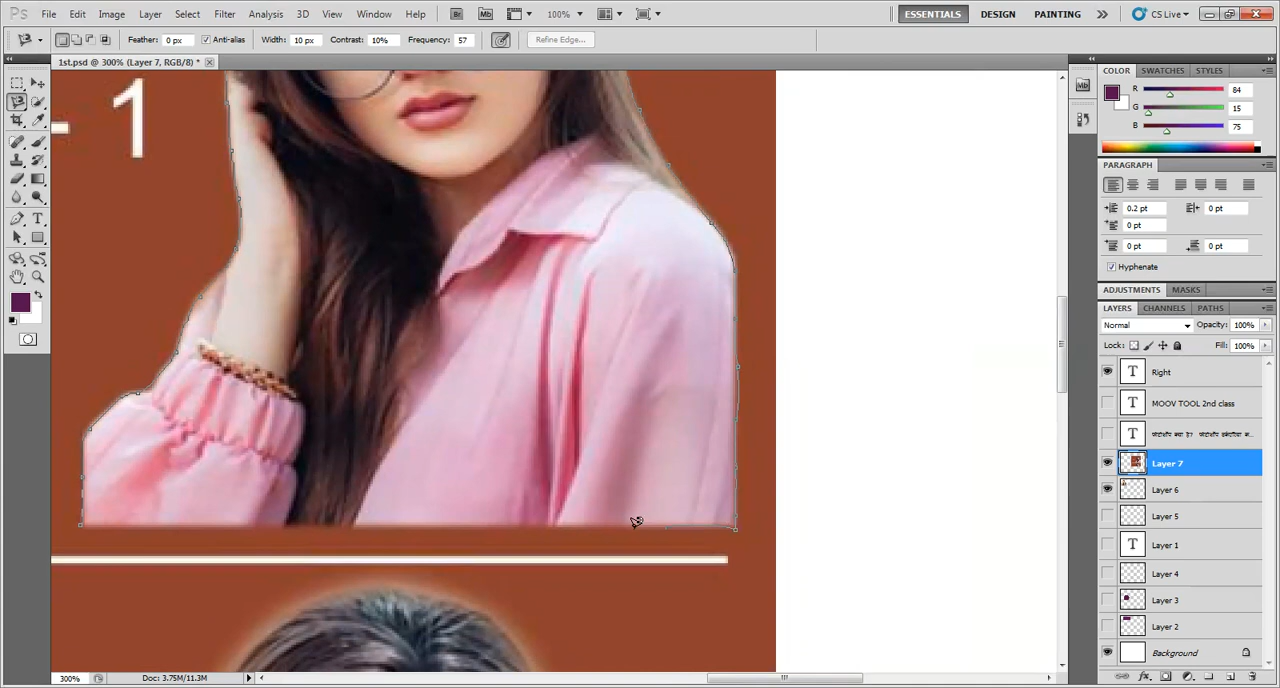 Ps File Edit Image Layer Select Filter Analysis 3D View Window Help Br Mb 100% ESSENTIALS DESIGN PAINTING CS Live
Feather: 0 px Anti-alias Width: 10 px Contrast: 10% Frequency: 57 Refine Edge...
1st.psd @ 300% (Layer 7, RGB/8) *
- 1
COLOR SWATCHES STYLES
R 84
G 15
B 75
PARAGRAPH
0.2 pt 0 pt
0 pt
0 pt 0 pt
Hyphenate
ADJUSTMENTS MASKS
LAYERS CHANNELS PATHS
Normal Opacity: 100%
Lock: Fill: 100%
T Right
T MOOV TOOL 2nd class
T फोटोशॉप क्या है?
Layer 7
Layer 6
Layer 5
T Layer 1
Layer 4
Layer 3
Layer 2
Background
300% Doc: 3.75M/11.3M